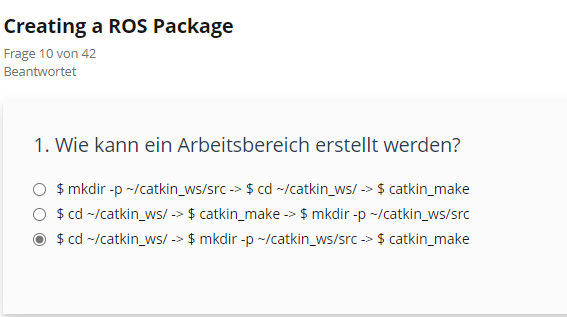 Creating a ROS Package
Frage 10 von 42
Beantwortet
1. Wie kann ein Arbeitsbereich erstellt werden?
$ mkdir -p ~/catkin_ws/src -> $ cd ~/catkin_ws/ -> $ catkin_make
$ cd ~/catkin_ws/ -> $ catkin_make -> $ mkdir -p ~/catkin_ws/src
$ cd ~/catkin_ws/ -> $ mkdir -p ~/catkin_ws/src -> $ catkin_make